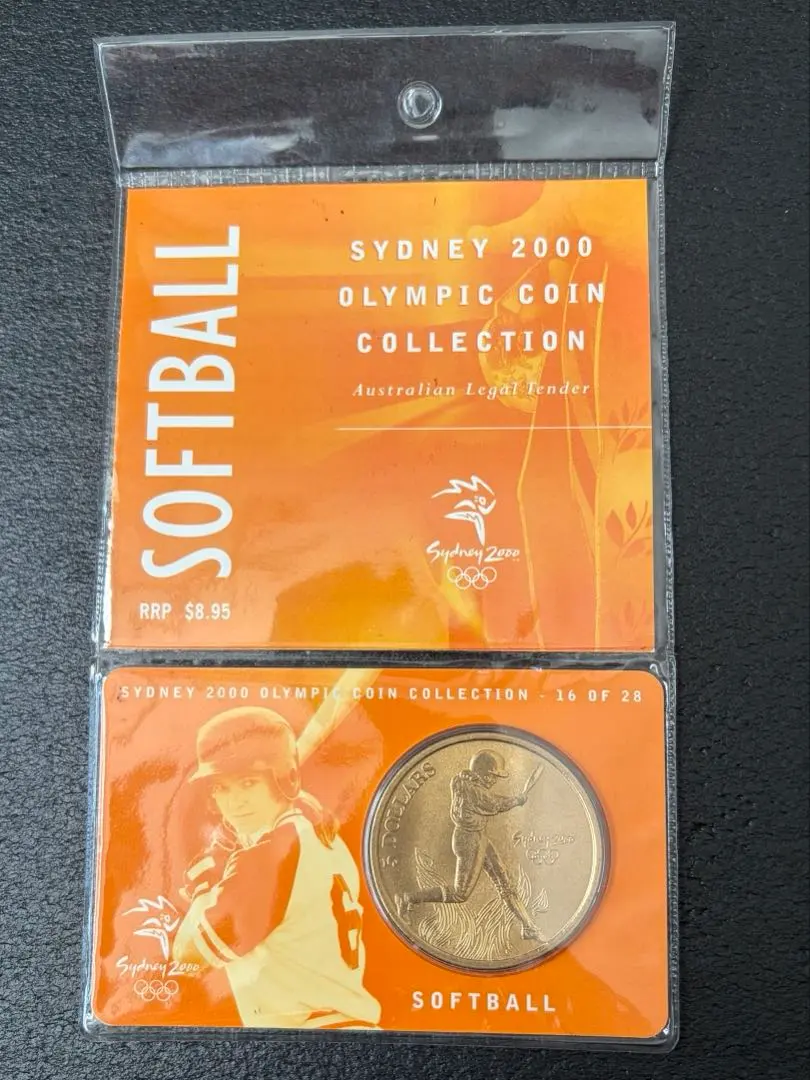 SOFTBALL
SYDNEY 2000
OLYMPIC COIN
COLLECTION
Australian Legal Tender
Sydney 2000
RRP $8.95
SYDNEY 2000 OLYMPIC COIN COLLECTION - 16 OF 28
5 DOLLARS
Sydney 2000
6
Sydney 2000
SOFTBALL